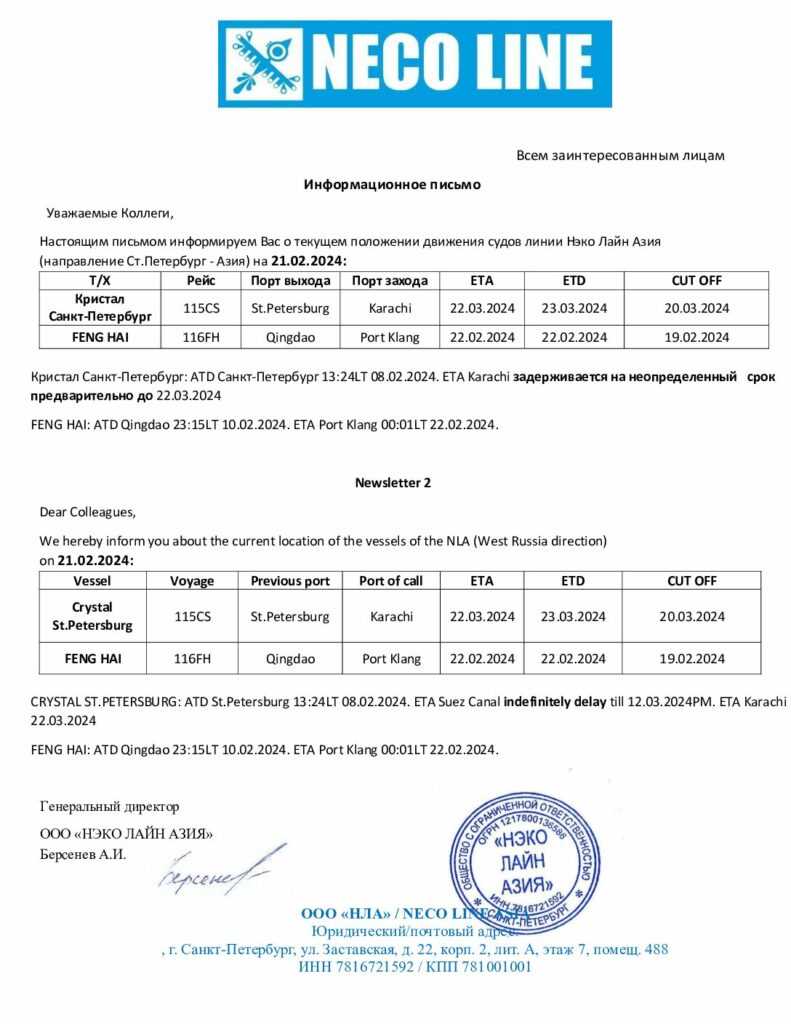 NECO LINE
Всем заинтересованным лицам
Информационное письмо
Уважаемые Коллеги,
Настоящим письмом информируем Вас о текущем положении движения судов линии Нэко Лайн Азия
(направление Ст.Петербург - Азия) на 21.02.2024:
Т/Х Рейс Порт выхода Порт захода ETA ETD CUT OFF
Кристал
Санкт-Петербург 115CS St.Petersburg Karachi 22.03.2024 23.03.2024 20.03.2024
FENG HAI 116FH Qingdao Port Klang 22.02.2024 22.02.2024 19.02.2024
Кристал Санкт-Петербург: ATD Санкт-Петербург 13:24LT 08.02.2024. ETA Karachi задерживается на неопределенный срок
предварительно до 22.03.2024
FENG HAI: ATD Qingdao 23:15LT 10.02.2024. ETA Port Klang 00:01LT 22.02.2024.
Newsletter 2
Dear Colleagues,
We hereby inform you about the current location of the vessels of the NLA (West Russia direction)
on 21.02.2024:
Vessel Voyage Previous port Port of call ETA ETD CUT OFF
Crystal
St.Petersburg 115CS St.Petersburg Karachi 22.03.2024 23.03.2024 20.03.2024
FENG HAI 116FH Qingdao Port Klang 22.02.2024 22.02.2024 19.02.2024
CRYSTAL ST.PETERSBURG: ATD St.Petersburg 13:24LT 08.02.2024. ETA Suez Canal indefinitely delay till 12.03.2024PM. ETA Karachi
22.03.2024
FENG HAI: ATD Qingdao 23:15LT 10.02.2024. ETA Port Klang 00:01LT 22.02.2024.
Генеральный директор
ООО «НЭКО ЛАЙН АЗИЯ»
Берсенев А.И.
Берсенев
ОБЩЕСТВО С ОГРАНИЧЕННОЙ ОТВЕТСТВЕННОСТЬЮ
ОГРН 1217800136586
«НЭКО
ЛАЙН
АЗИЯ»
ИНН 7816721592
* САНКТ-ПЕТЕРБУРГ *
ООО «НЛА» / NECO LINE ASIA
Юридический/почтовый адрес:
, г. Санкт-Петербург, ул. Заставская, д. 22, корп. 2, лит. А, этаж 7, помещ. 488
ИНН 7816721592 / КПП 781001001